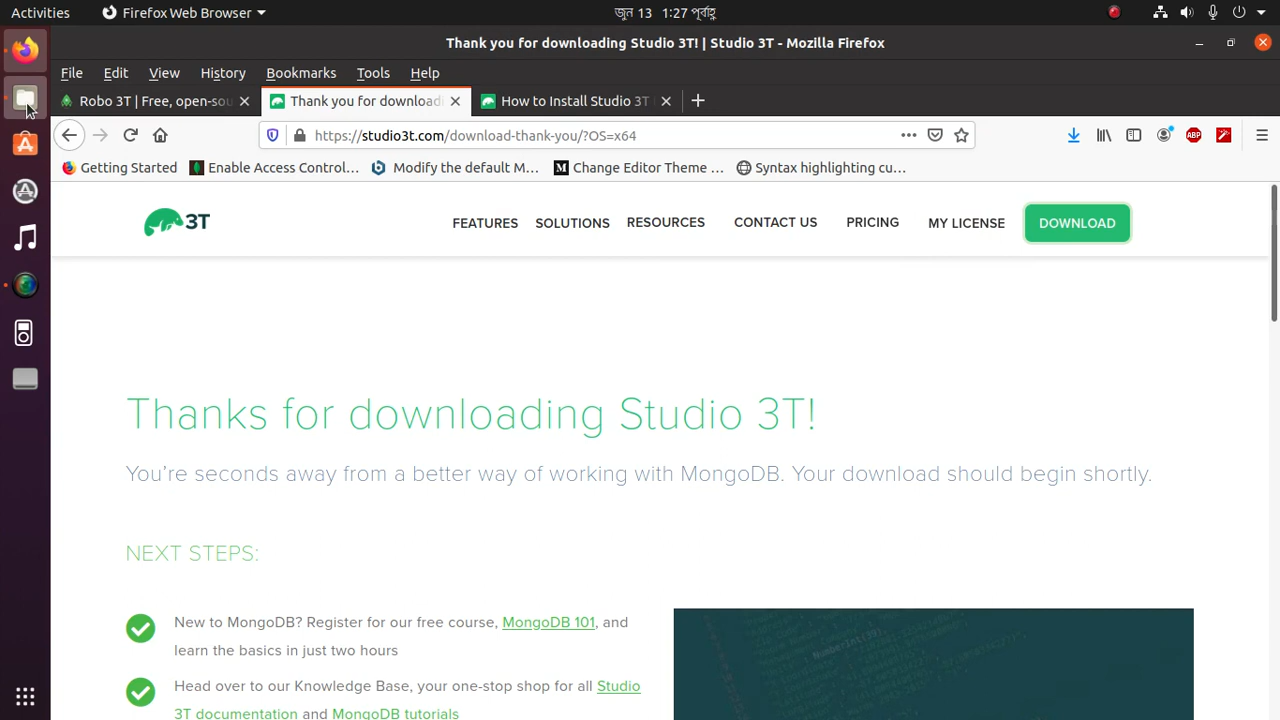 Activities Firefox Web Browser জুন 13 1:27 পূর্বাহ্ণ
Thank you for downloading Studio 3T! | Studio 3T - Mozilla Firefox
File Edit View History Bookmarks Tools Help
Robo 3T | Free, open-sou Thank you for downloadi How to Install Studio 3T
https://studio3t.com/download-thank-you/?OS=x64
ABP
Getting Started Enable Access Control... Modify the default M... Change Editor Theme ... Syntax highlighting cu...
3T FEATURES SOLUTIONS RESOURCES CONTACT US PRICING MY LICENSE DOWNLOAD
Thanks for downloading Studio 3T!
You're seconds away from a better way of working with MongoDB. Your download should begin shortly.
NEXT STEPS:
New to MongoDB? Register for our free course, MongoDB 101, and
learn the basics in just two hours
Head over to our Knowledge Base, your one-stop shop for all Studio
3T documentation and MongoDB tutorials